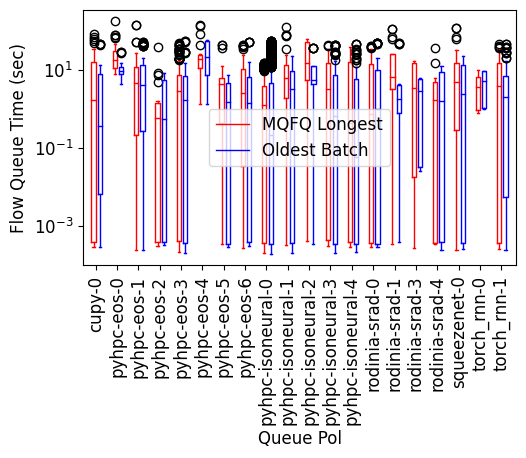 Flow Queue Time (sec)
10^1
10^−1
10^−3
MQFQ Longest
Oldest Batch
cupy-0
pyhpc-eos-0
pyhpc-eos-1
pyhpc-eos-2
pyhpc-eos-3
pyhpc-eos-4
pyhpc-eos-5
pyhpc-eos-6
pyhpc-isoneural-0
pyhpc-isoneural-1
pyhpc-isoneural-2
pyhpc-isoneural-3
pyhpc-isoneural-4
rodinia-srad-0
rodinia-srad-1
rodinia-srad-3
rodinia-srad-4
squeezenet-0
torch_rnn-0
torch_rnn-1
Queue Pol